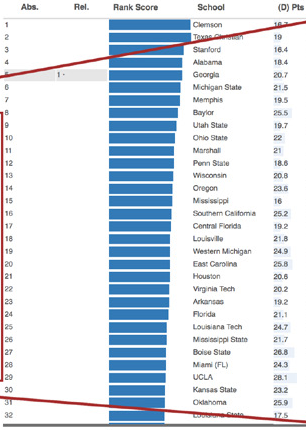 Abs. Rel. Rank Score School (D) Pts
1 Clemson 16.7
2 Texas Christian 19
3 Stanford 16.4
4 Alabama 18.4
5 1 - Georgia 20.7
6 Michigan State 21.5
7 Memphis 19.5
8 Baylor 25.5
9 Utah State 19.7
10 Ohio State 22
11 Marshall 21
12 Penn State 18.6
13 Wisconsin 20.8
14 Oregon 23.6
15 Mississippi 16
16 Southern California 25.2
17 Central Florida 19.2
18 Louisville 21.8
19 Western Michigan 24.9
20 East Carolina 25.8
21 Houston 20.6
22 Virginia Tech 20.2
23 Arkansas 19.2
24 Florida 21.1
25 Louisiana Tech 24.7
26 Mississippi State 21.7
27 Boise State 26.8
28 Miami (FL) 24.3
29 UCLA 28.1
30 Kansas State 23.2
31 Oklahoma 25.9
32 Louisiana State 17.5